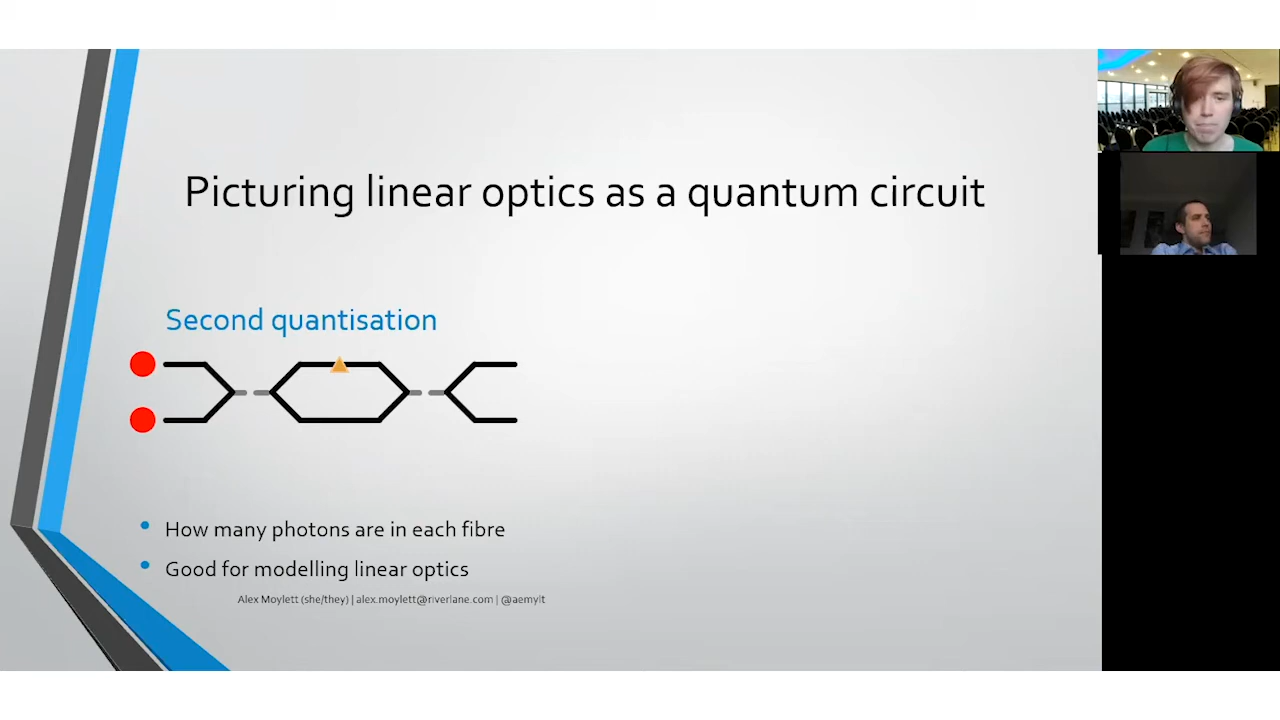 Picturing linear optics as a quantum circuit
Second quantisation
How many photons are in each fibre
Good for modelling linear optics
Alex Moylett (she/they) | alex.moylett@riverlane.com | @aemylt